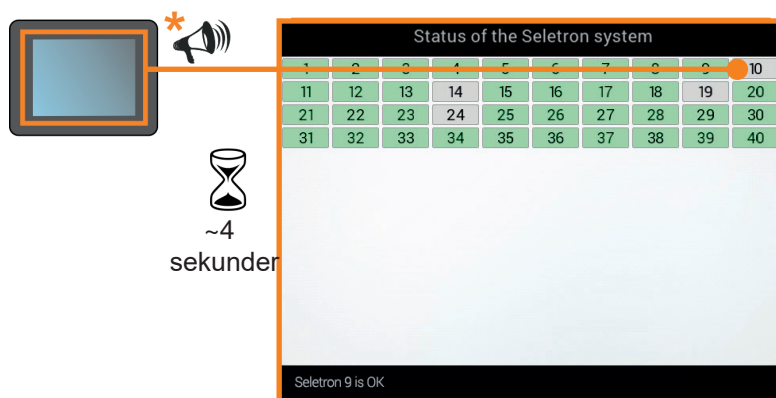 *
Status of the Seletron system
1 2 3 4 5 6 7 8 9 10
11 12 13 14 15 16 17 18 19 20
21 22 23 24 25 26 27 28 29 30
31 32 33 34 35 36 37 38 39 40
~4
sekunder
Seletron 9 is OK